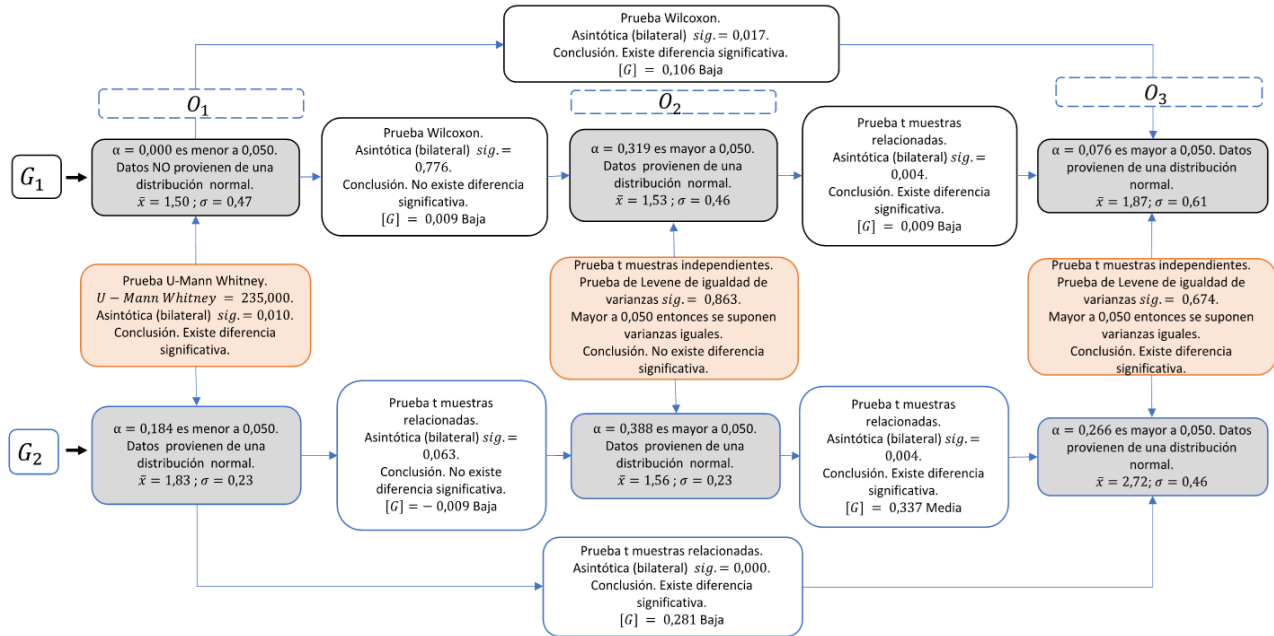 Prueba Wilcoxon.
Asintótica (bilateral) sig. = 0,017.
Conclusión. Existe diferencia significativa.
[G] = 0,106 Baja
O₁
O₂
O₃
G₁
α = 0,000 es menor a 0,050.
Datos NO provienen de una
distribución normal.
x̄ = 1,50 ; σ = 0,47
Prueba Wilcoxon.
Asintótica (bilateral) sig. =
0,776.
Conclusión. No existe diferencia
significativa.
[G] = 0,009 Baja
α = 0,319 es mayor a 0,050.
Datos provienen de una
distribución normal.
x̄ = 1,53 ; σ = 0,46
Prueba t muestras
relacionadas.
Asintótica (bilateral) sig. =
0,004.
Conclusión. Existe diferencia
significativa.
[G] = 0,009 Baja
α = 0,076 es mayor a 0,050. Datos
provienen de una distribución
normal.
x̄ = 1,87; σ = 0,61
Prueba U-Mann Whitney.
U − Mann Whitney = 235,000.
Asintótica (bilateral) sig. = 0,010.
Conclusión. Existe diferencia
significativa.
Prueba t muestras independientes.
Prueba de Levene de igualdad de
varianzas sig. = 0,863.
Mayor a 0,050 entonces se suponen
varianzas iguales.
Conclusión. No existe diferencia
significativa.
Prueba t muestras independientes.
Prueba de Levene de igualdad de
varianzas sig. = 0,674.
Mayor a 0,050 entonces se suponen
varianzas iguales.
Conclusión. Existe diferencia
significativa.
G₂
α = 0,184 es menor a 0,050.
Datos provienen de una
distribución normal.
x̄ = 1,83 ; σ = 0,23
Prueba t muestras
relacionadas.
Asintótica (bilateral) sig. =
0,063.
Conclusión. No existe
diferencia significativa.
[G] = − 0,009 Baja
α = 0,388 es mayor a 0,050.
Datos provienen de una
distribución normal.
x̄ = 1,56 ; σ = 0,23
Prueba t muestras
relacionadas.
Asintótica (bilateral) sig. =
0,004.
Conclusión. Existe diferencia
significativa.
[G] = 0,337 Media
α = 0,266 es mayor a 0,050. Datos
provienen de una distribución
normal.
x̄ = 2,72; σ = 0,46
Prueba t muestras relacionadas.
Asintótica (bilateral) sig. = 0,000.
Conclusión. Existe diferencia
significativa.
[G] = 0,281 Baja